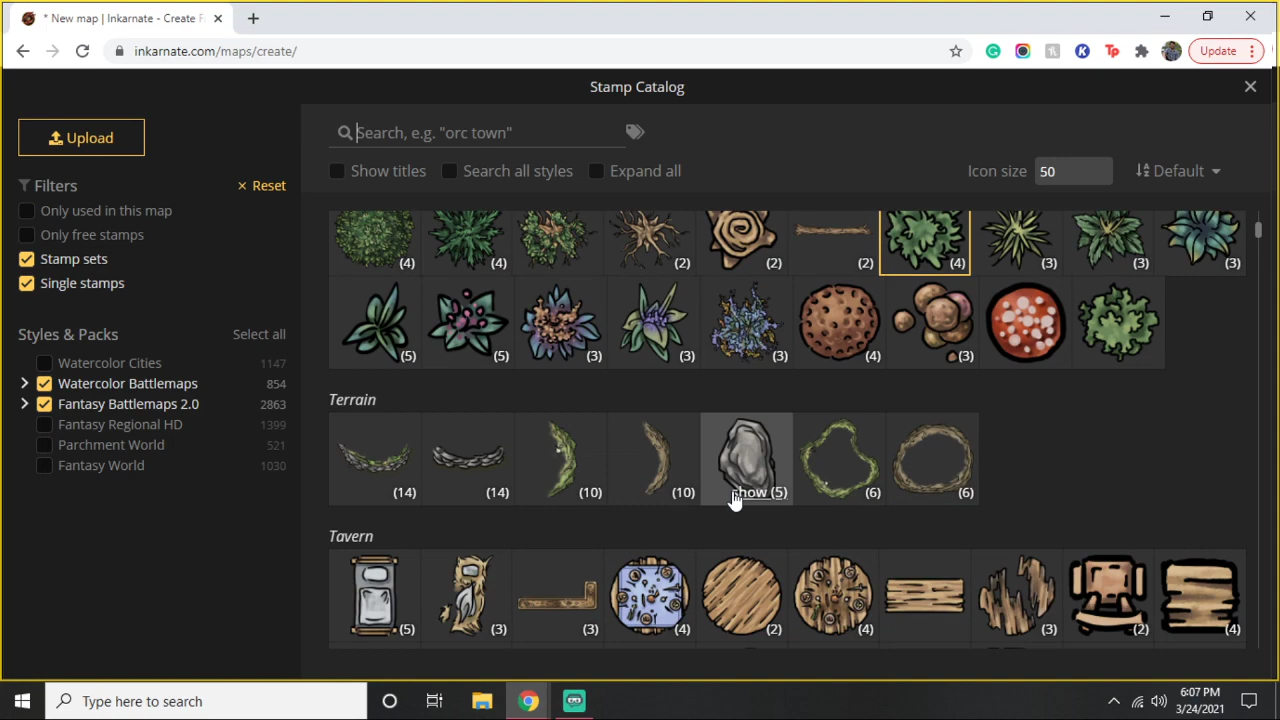 * New map | Inkarnate - Create Fa
inkarnate.com/maps/create/
Update
Stamp Catalog
Upload
Search, e.g. "orc town"
Show titles
Search all styles
Expand all
Icon size
50
Default
Filters
Reset
Only used in this map
Only free stamps
Stamp sets
Single stamps
Styles & Packs
Select all
Watercolor Cities 1147
Watercolor Battlemaps 854
Fantasy Battlemaps 2.0 2863
Fantasy Regional HD 1399
Parchment World 521
Fantasy World 1030
(4) (4) (2) (2) (2) (4) (3) (3) (3)
(5) (5) (3) (3) (3) (4) (3)
Terrain
(14) (14) (10) (10) show (5) (6) (6)
Tavern
(5) (3) (3) (4) (2) (4) (3) (2) (4)
Type here to search
6:07 PM
3/24/2021